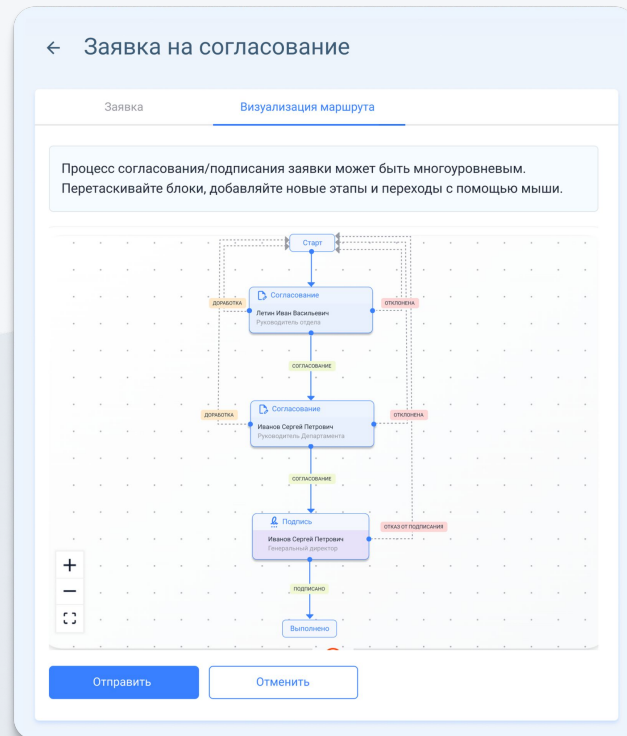 Заявка на согласование
Заявка
Визуализация маршрута
Процесс согласования/подписания заявки может быть многоуровневым.
Перетаскивайте блоки, добавляйте новые этапы и переходы с помощью мыши.
Старт
Согласование
ДОРАБОТКА
ОТКЛОНЕНА
Летин Иван Васильевич
Руководитель отдела
СОГЛАСОВАНИЕ
Согласование
ДОРАБОТКА
ОТКЛОНЕНА
Иванов Сергей Петрович
Руководитель Департамента
СОГЛАСОВАНИЕ
Подпись
ОТКАЗ ОТ ПОДПИСАНИЯ
Иванов Сергей Петрович
Генеральный директор
ПОДПИСАНО
Выполнено
Отправить
Отменить